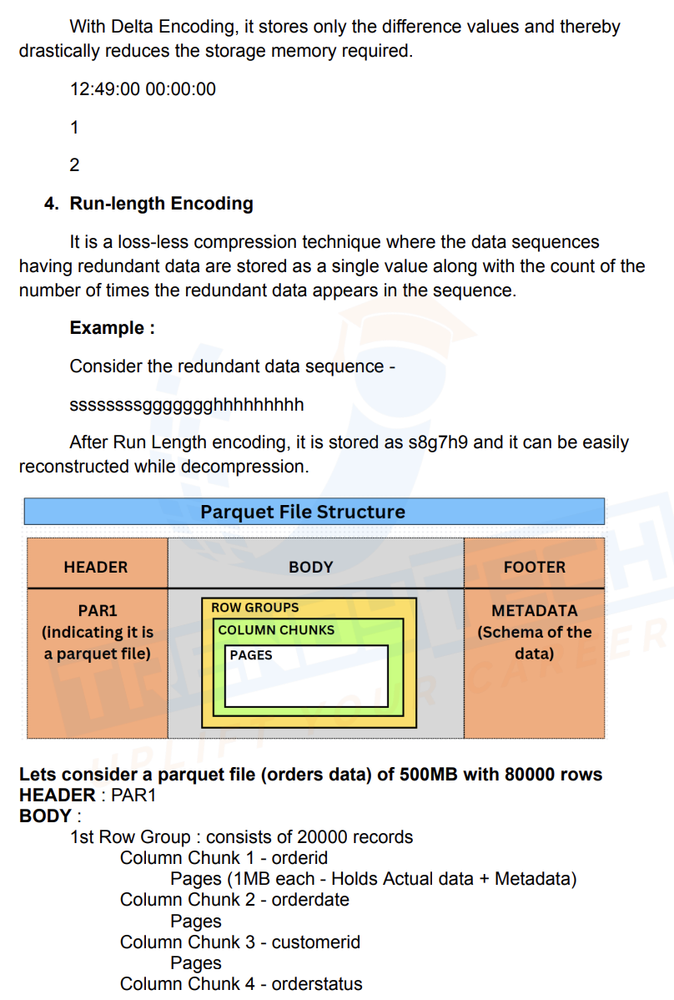 With Delta Encoding, it stores only the difference values and thereby
drastically reduces the storage memory required.
12:49:00 00:00:00
1
2
4. Run-length Encoding
It is a loss-less compression technique where the data sequences
having redundant data are stored as a single value along with the count of the
number of times the redundant data appears in the sequence.
Example :
Consider the redundant data sequence -
ssssssssggggggghhhhhhhhh
After Run Length encoding, it is stored as s8g7h9 and it can be easily
reconstructed while decompression.
Parquet File Structure
HEADER BODY FOOTER
PAR1
(indicating it is
a parquet file)
ROW GROUPS
COLUMN CHUNKS
PAGES
METADATA
(Schema of the
data)
TRENDYTECH
UPLIFT YOUR CAREER
Lets consider a parquet file (orders data) of 500MB with 80000 rows
HEADER : PAR1
BODY :
1st Row Group : consists of 20000 records
Column Chunk 1 - orderid
Pages (1MB each - Holds Actual data + Metadata)
Column Chunk 2 - orderdate
Pages
Column Chunk 3 - customerid
Pages
Column Chunk 4 - orderstatus